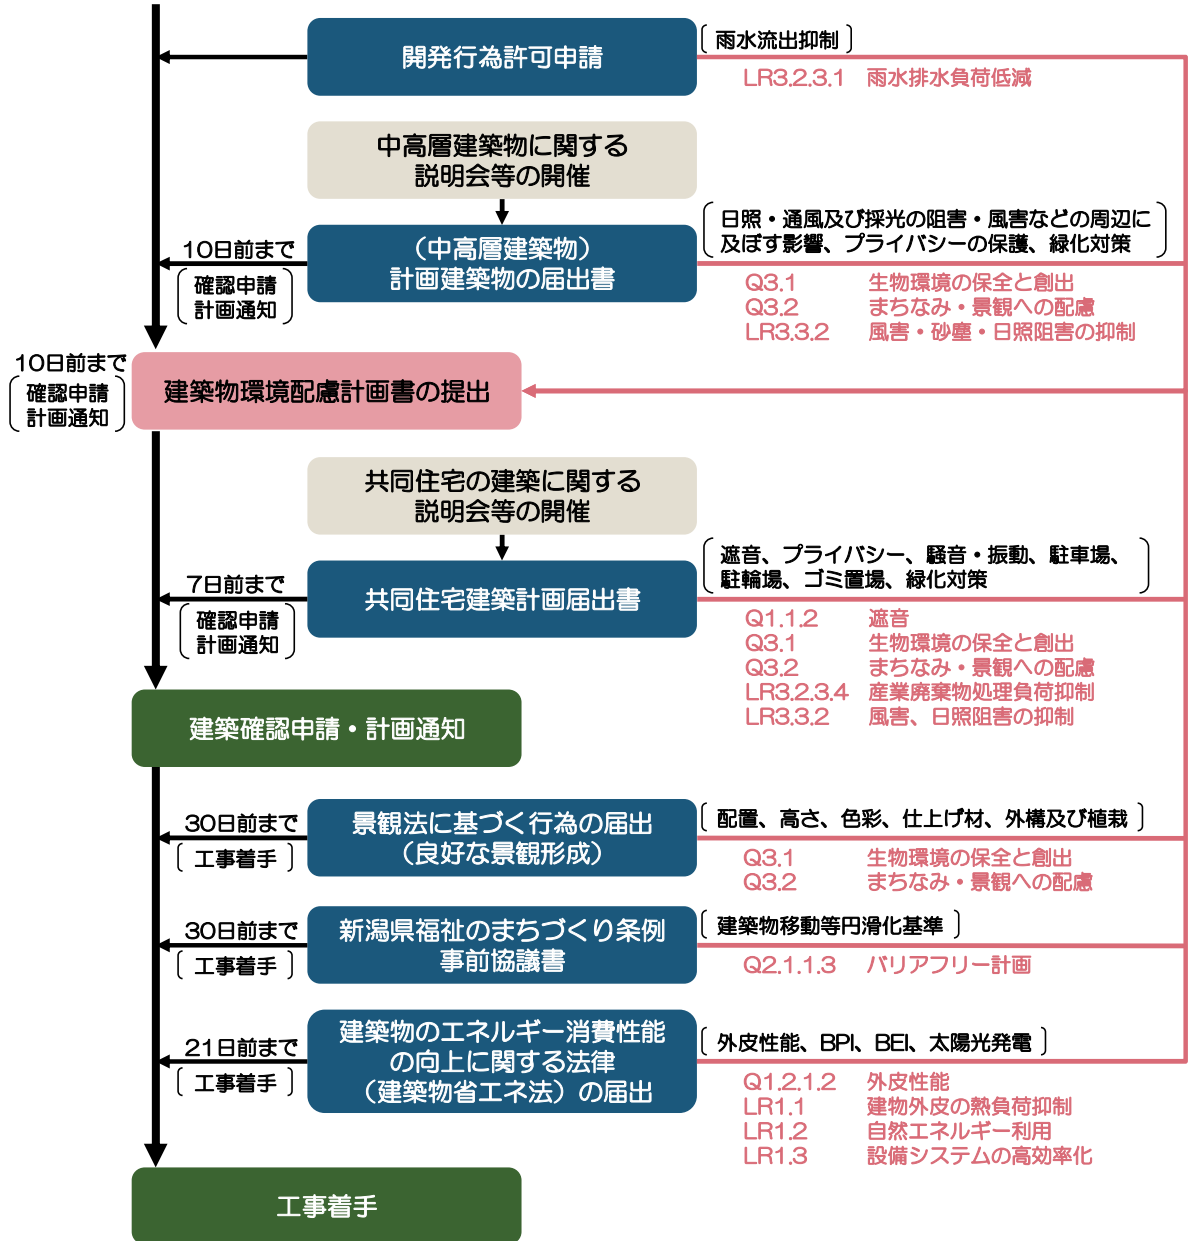 開発行為許可申請
雨水流出抑制
LR3.2.3.1 雨水排水負荷低減
中高層建築物に関する
説明会等の開催
10日前まで
確認申請
計画通知
（中高層建築物）
計画建築物の届出書
日照・通風及び採光の阻害・風害などの周辺に
及ぼす影響、プライバシーの保護、緑化対策
Q3.1 生物環境の保全と創出
Q3.2 まちなみ・景観への配慮
LR3.3.2 風害・砂塵・日照阻害の抑制
10日前まで
確認申請
計画通知
建築物環境配慮計画書の提出
共同住宅の建築に関する
説明会等の開催
7日前まで
確認申請
計画通知
共同住宅建築計画届出書
遮音、プライバシー、騒音・振動、駐車場、
駐輪場、ゴミ置場、緑化対策
Q1.1.2 遮音
Q3.1 生物環境の保全と創出
Q3.2 まちなみ・景観への配慮
LR3.2.3.4 産業廃棄物処理負荷抑制
LR3.3.2 風害、日照阻害の抑制
建築確認申請・計画通知
30日前まで
工事着手
景観法に基づく行為の届出
（良好な景観形成）
配置、高さ、色彩、仕上げ材、外構及び植栽
Q3.1 生物環境の保全と創出
Q3.2 まちなみ・景観への配慮
30日前まで
工事着手
新潟県福祉のまちづくり条例
事前協議書
建築物移動等円滑化基準
Q2.1.1.3 バリアフリー計画
21日前まで
工事着手
建築物のエネルギー消費性能
の向上に関する法律
（建築物省エネ法）の届出
外皮性能、BPI、BEI、太陽光発電
Q1.2.1.2 外皮性能
LR1.1 建物外皮の熱負荷抑制
LR1.2 自然エネルギー利用
LR1.3 設備システムの高効率化
工事着手